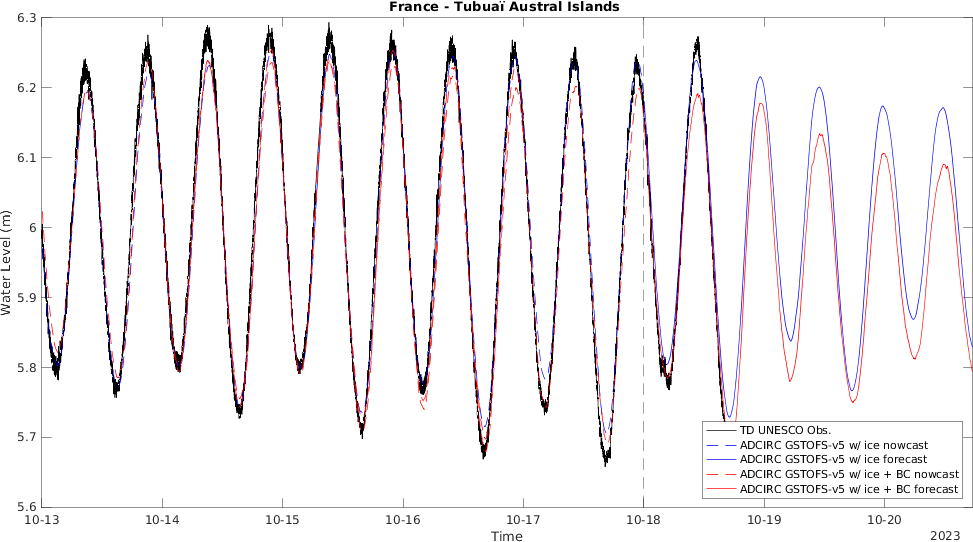 France - Tubuaï Austral Islands
6.3
6.2
6.1
6
5.9
5.8
5.7
5.6
Water Level (m)
10-13
10-14
10-15
10-16
10-17
10-18
10-19
10-20
Time
2023
TD UNESCO Obs.
ADCIRC GSTOFS-v5 w/ ice nowcast
ADCIRC GSTOFS-v5 w/ ice forecast
ADCIRC GSTOFS-v5 w/ ice + BC nowcast
ADCIRC GSTOFS-v5 w/ ice + BC forecast